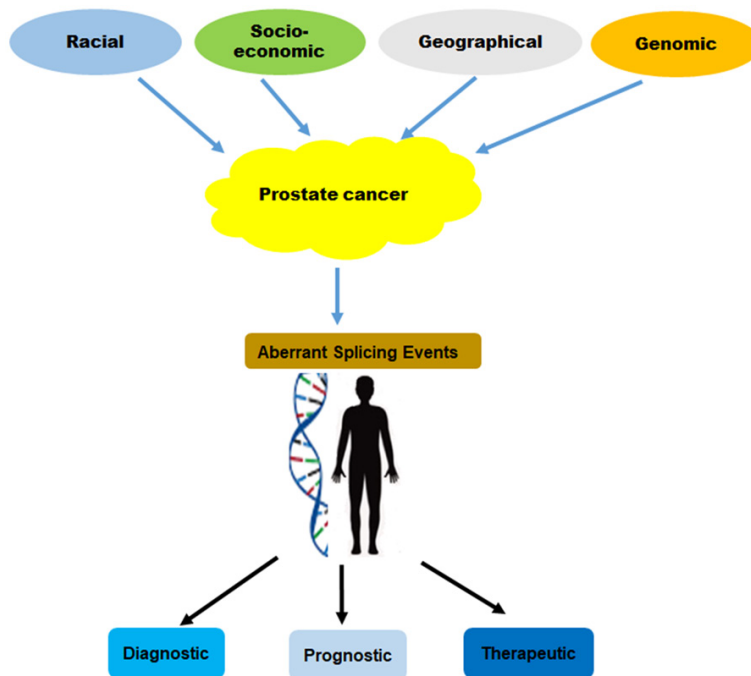 Racial
Socio-
economic
Geographical
Genomic
Prostate cancer
Aberrant Splicing Events
Diagnostic
Prognostic
Therapeutic